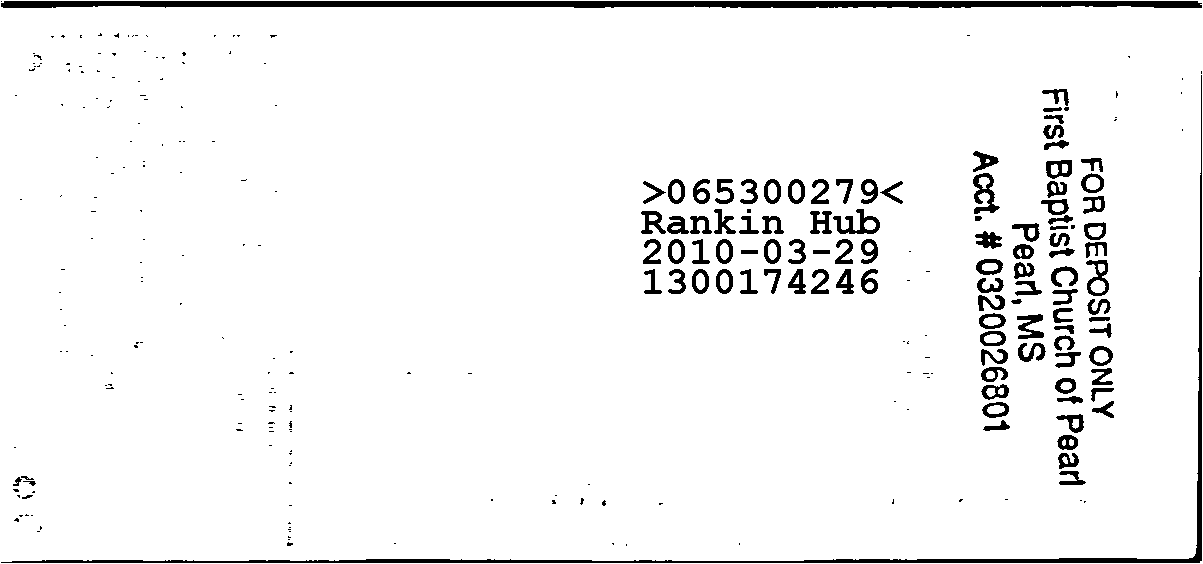 >065300279<
Rankin Hub
2010-03-29
1300174246
FOR DEPOSIT ONLY
First Baptist Church of Pearl
Pearl, MS
Acct. # 0320026801